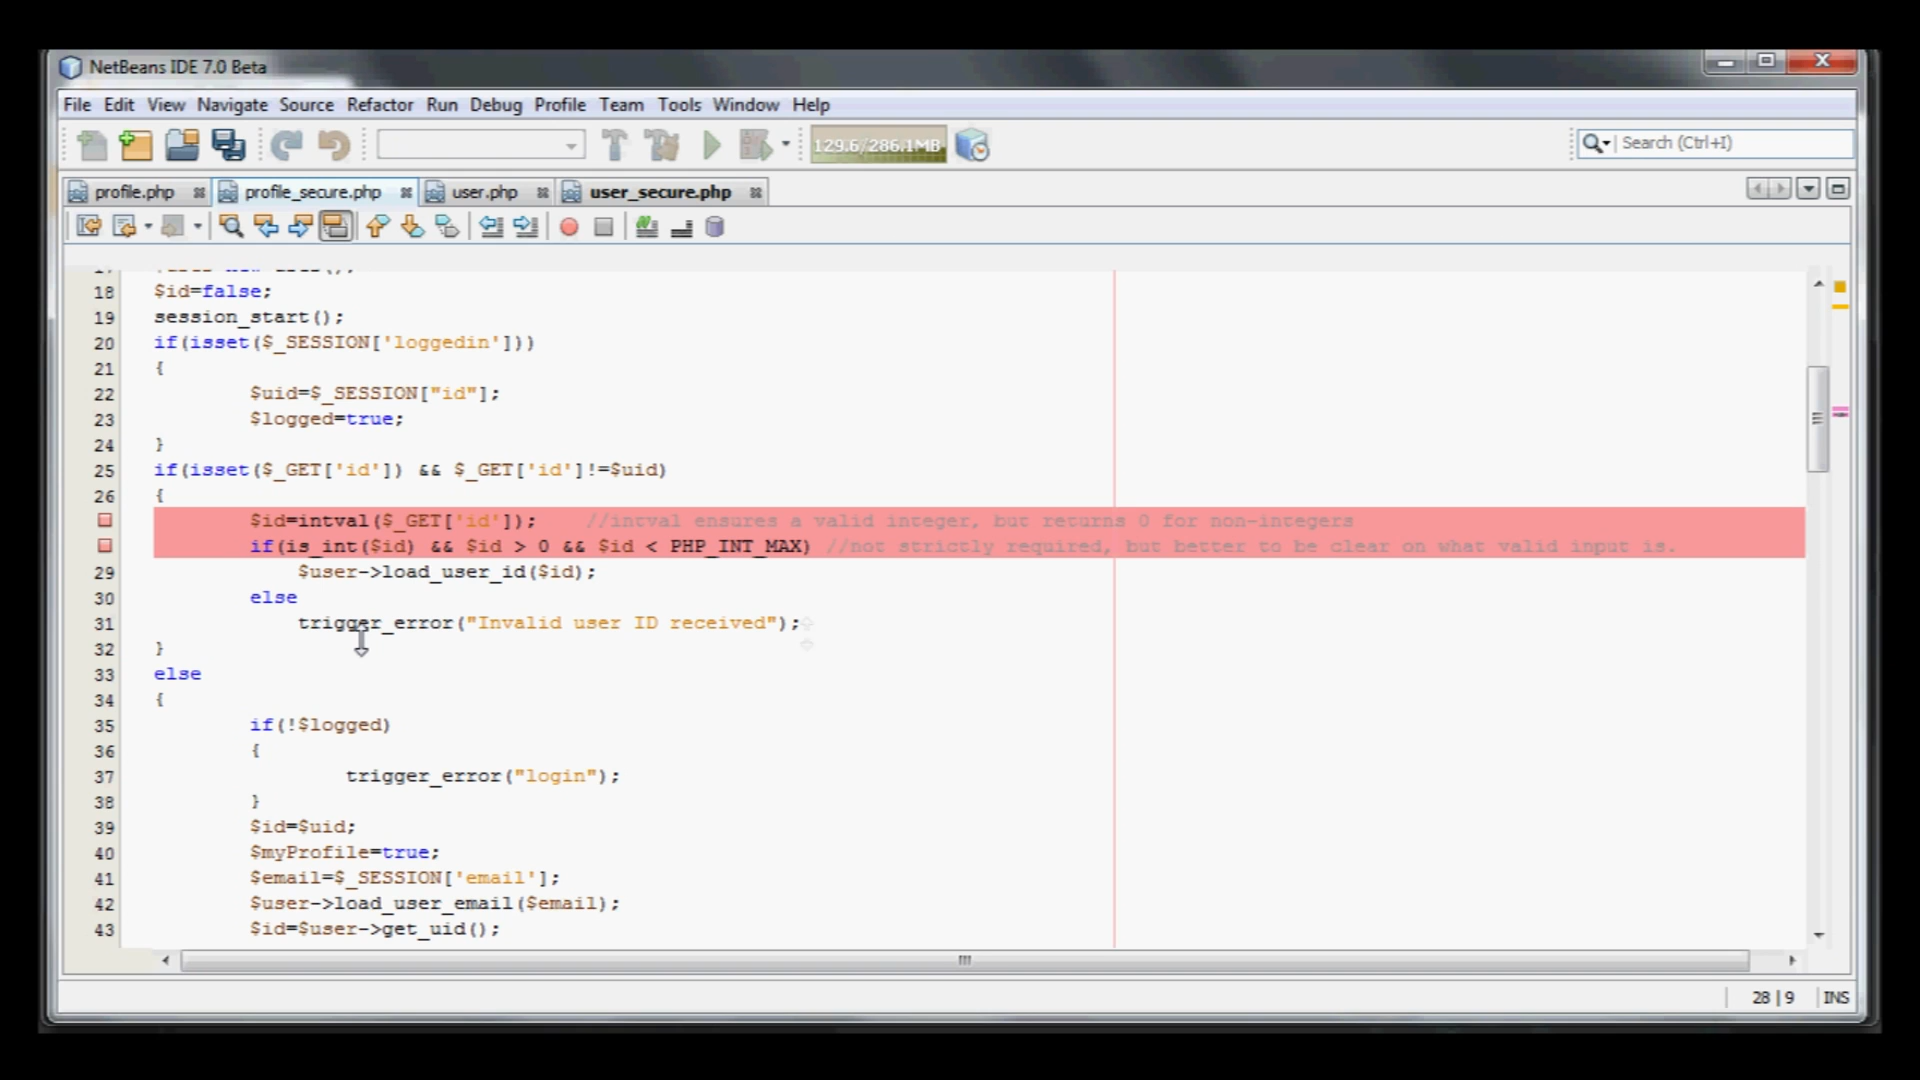 NetBeans IDE 7.0 Beta
File Edit View Navigate Source Refactor Run Debug Profile Team Tools Window Help
129.6/286.1MB
Search (Ctrl+I)
profile.php profile_secure.php user.php user_secure.php
18 $id=false;
19 session_start();
20 if(isset($_SESSION['loggedin']))
21 {
22 $uid=$_SESSION["id"];
23 $logged=true;
24 }
25 if(isset($_GET['id']) && $_GET['id']!=$uid)
26 {
$id=intval($_GET['id']); //intval ensures a valid integer, but returns 0 for non-integers
if(is_int($id) && $id > 0 && $id < PHP_INT_MAX) //not strictly required, but better to be clear on what valid input is.
29 $user->load_user_id($id);
30 else
31 trigger_error("Invalid user ID received");
32 }
33 else
34 {
35 if(!$logged)
36 {
37 trigger_error("login");
38 }
39 $id=$uid;
40 $myProfile=true;
41 $email=$_SESSION['email'];
42 $user->load_user_email($email);
43 $id=$user->get_uid();
28|9 INS